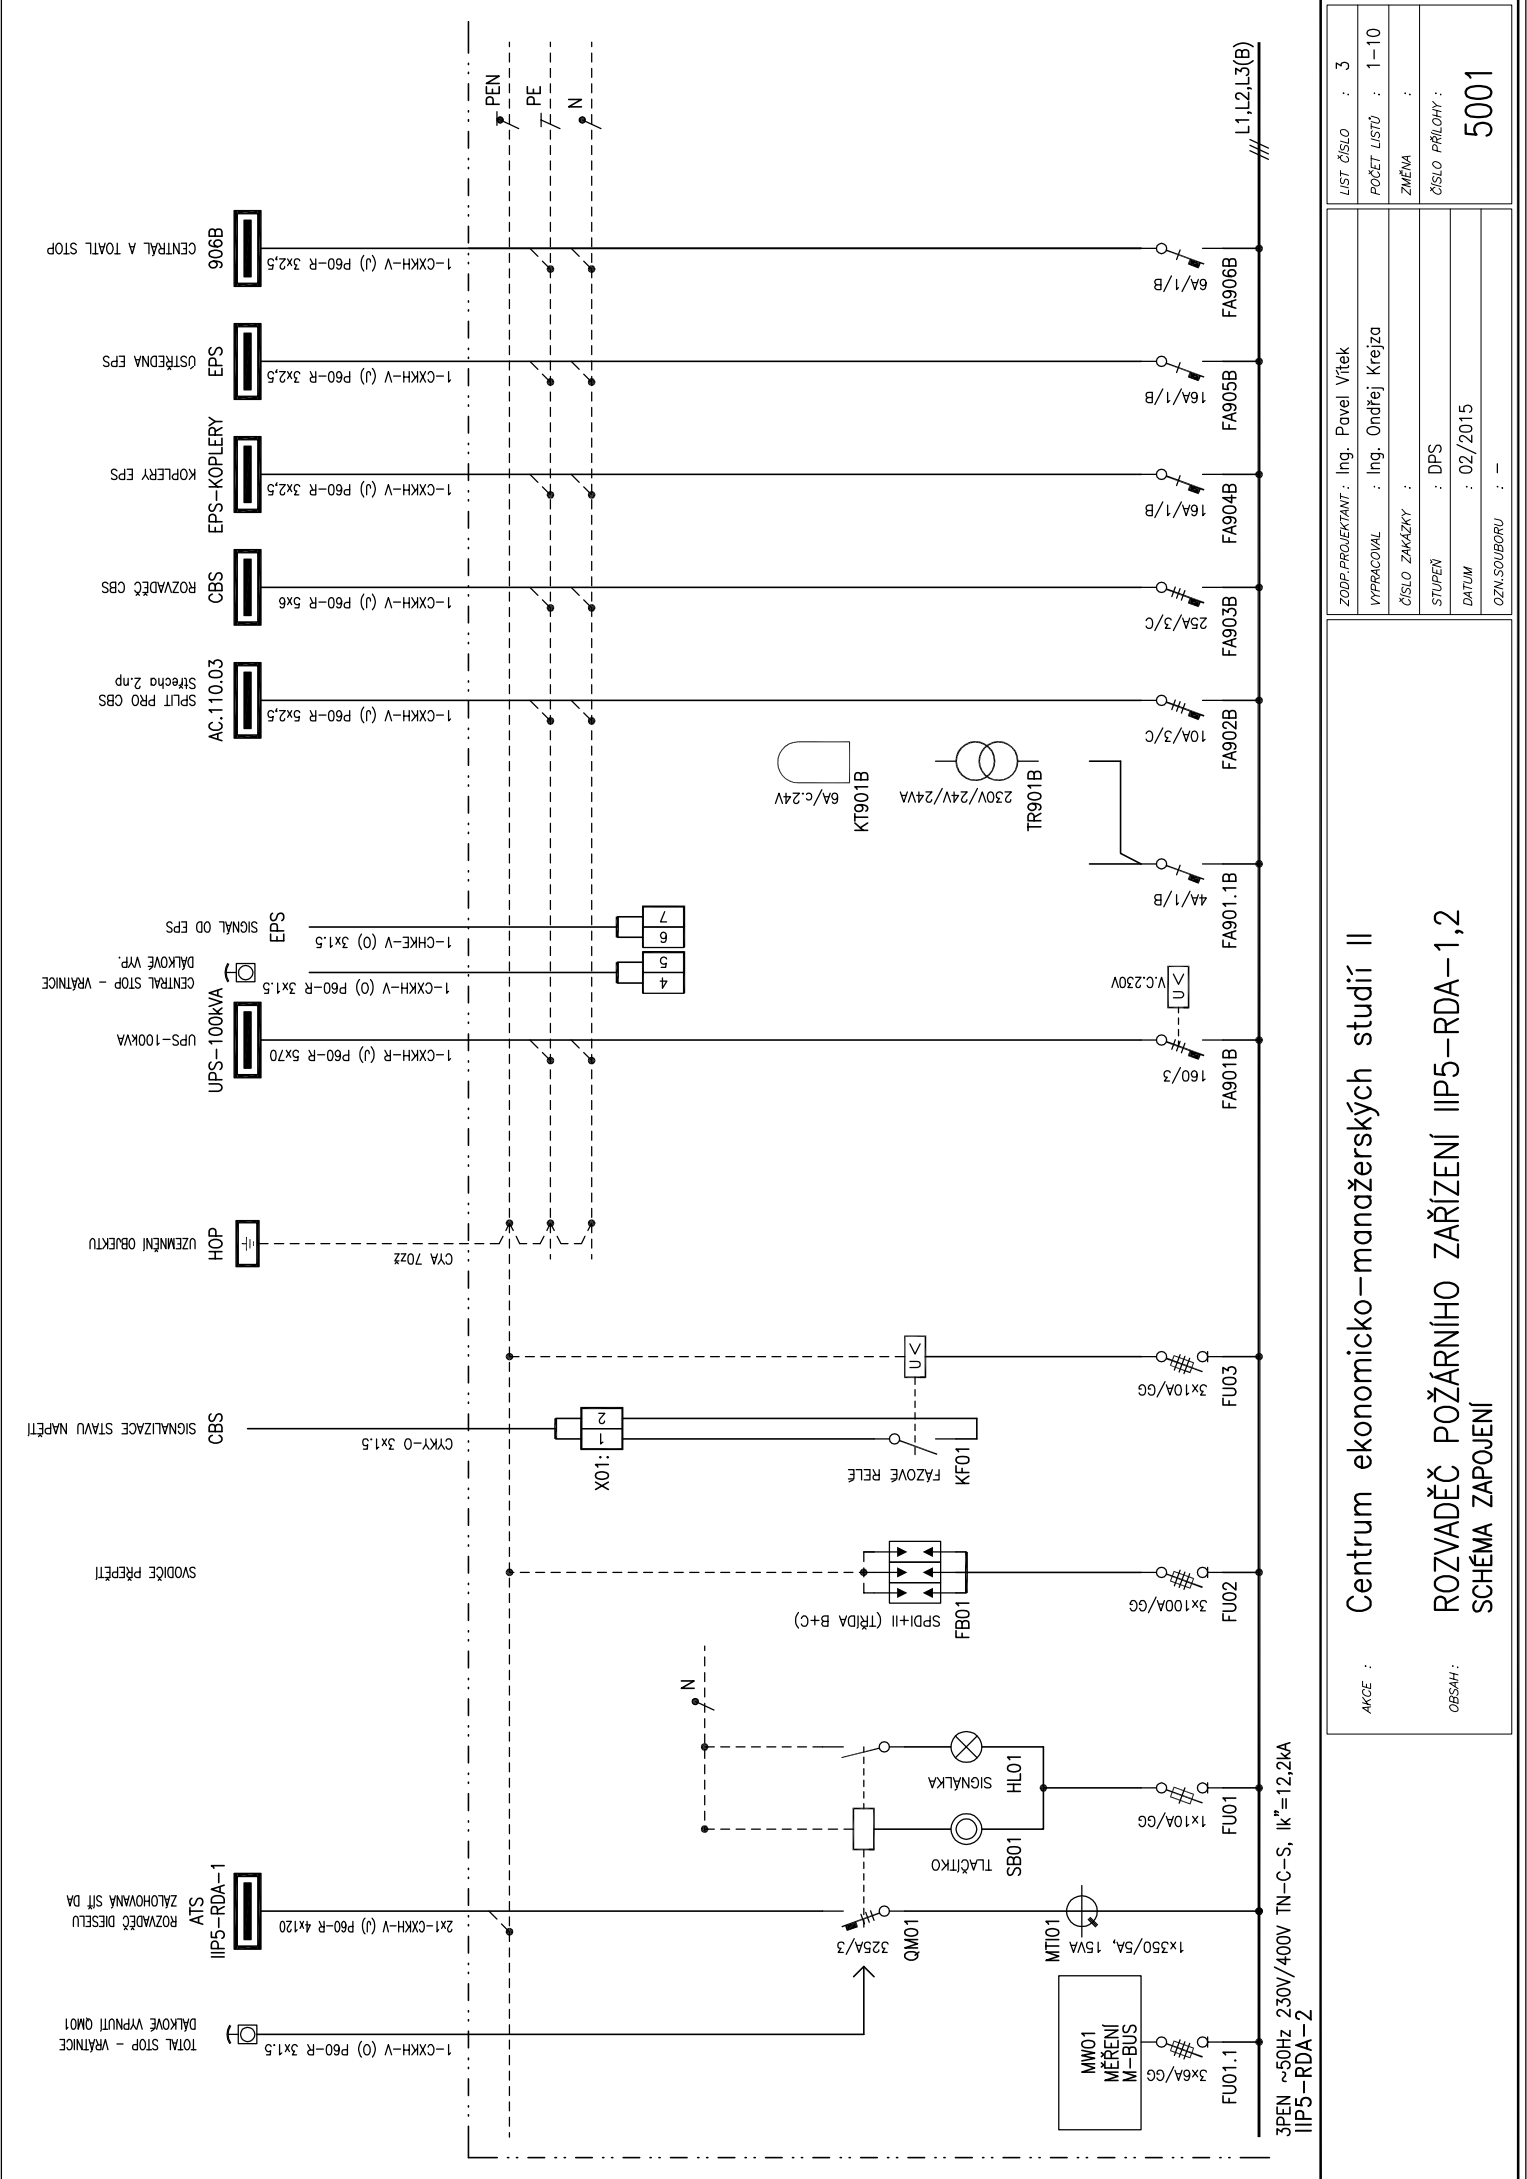 TOTAL STOP – VRÁTNICE
DÁLKOVÉ VYPNUTÍ QM01
1-CXKH-V (O) P60-R 3x1.5
ROZVADĚČ DIESELU
ZÁLOHOVANÁ SÍŤ DA
ATS
IIP5-RDA-1
2x1-CXKH-V (J) P60-R 4x120
SVODIČE PŘEPĚTÍ
SIGNALIZACE STAVU NAPĚTÍ
CBS
CYKY-O 3x1.5
UZEMNĚNÍ OBJEKTU
HOP
CYA 70zž
UPS-100kVA
UPS-100kVA
1-CXKH-R (J) P60-R 5x70
CENTRAL STOP – VRÁTNICE
DÁLKOVÉ VYP.
1-CXKH-V (O) P60-R 3x1.5
SIGNÁL OD EPS
EPS
1-CHKE-V (O) 3x1.5
SPLIT PRO CBS
Střecha 2.np
AC.110.03
1-CXKH-V (J) P60-R 5x2,5
ROZVADĚČ CBS
CBS
1-CXKH-V (J) P60-R 5x6
KOPLERY EPS
EPS-KOPLERY
1-CXKH-V (J) P60-R 3x2,5
ÚSTŘEDNA EPS
EPS
1-CXKH-V (J) P60-R 3x2,5
CENTRÁL A TOATL STOP
906B
1-CXKH-V (J) P60-R 3x2,5
PEN
PE
N
X01:
1 2
4 5
6 7
N
325A/3
QM01
TLAČÍTKO
SB01
SIGNÁLKA
HL01
SPDI+II (TŘÍDA B+C)
FB01
FÁZOVÉ RELÉ
KF01
U<
6A/c.24V
KT901B
230V/24V/24VA
TR901B
MW01
MĚŘENÍ
M-BUS
MTI01
1x350/5A, 15VA
3x6A/GG
FU01.1
1x10A/GG
FU01
3x100A/GG
FU02
3x10A/GG
FU03
V.C.230V
U<
160/3
FA901B
4A/1/B
FA901.1B
10A/3/C
FA902B
25A/3/C
FA903B
16A/1/B
FA904B
16A/1/B
FA905B
6A/1/B
FA906B
L1,L2,L3(B)
3PEN ~50Hz 230V/400V TN-C-S, Ik"=12,2kA
IIP5-RDA-2
AKCE : Centrum ekonomicko-manažerských studií II
OBSAH : ROZVADĚČ POŽÁRNÍHO ZAŘÍZENÍ IIP5-RDA-1,2
SCHÉMA ZAPOJENÍ
ZODP.PROJEKTANT : Ing. Pavel Vítek
VYPRACOVAL : Ing. Ondřej Krejza
ČÍSLO ZAKÁZKY :
STUPEŇ : DPS
DATUM : 02/2015
OZN.SOUBORU : –
LIST ČÍSLO : 3
POČET LISTŮ : 1-10
ZMĚNA :
ČÍSLO PŘÍLOHY :
5001